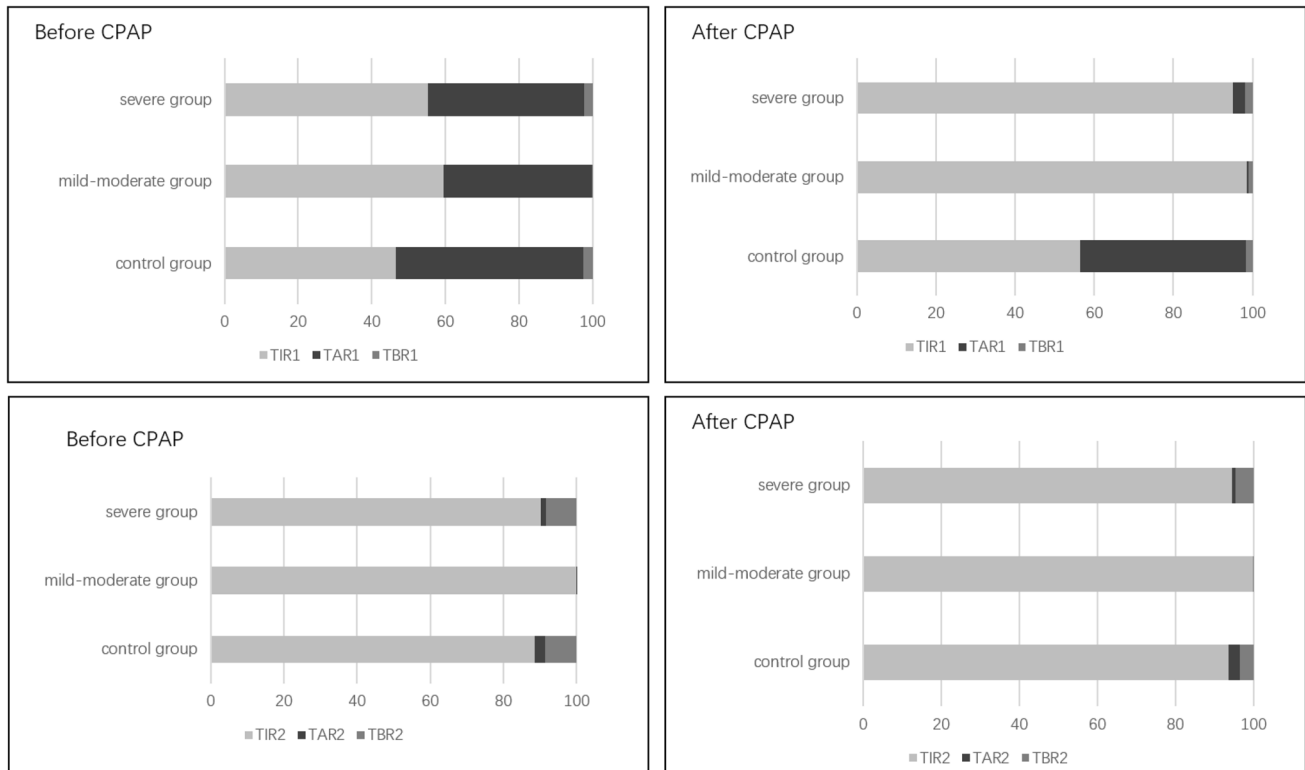 Before CPAP
severe group
mild-moderate group
control group
0 20 40 60 80 100
TIR1 TAR1 TBR1
After CPAP
severe group
mild-moderate group
control group
0 20 40 60 80 100
TIR1 TAR1 TBR1
Before CPAP
severe group
mild-moderate group
control group
0 20 40 60 80 100
TIR2 TAR2 TBR2
After CPAP
severe group
mild-moderate group
control group
0 20 40 60 80 100
TIR2 TAR2 TBR2